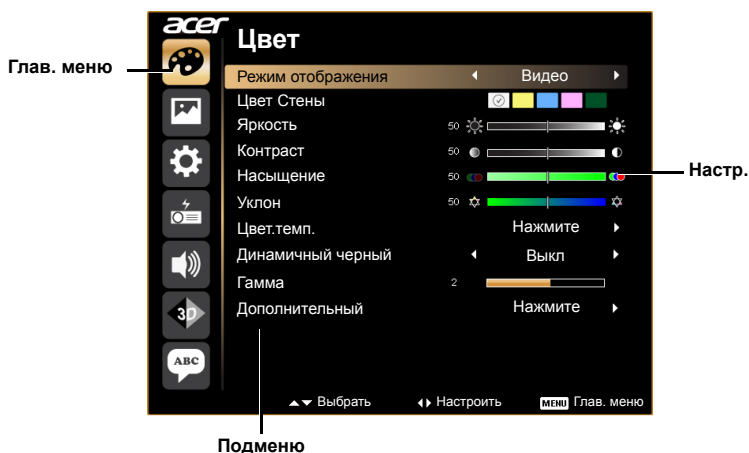 acer
Цвет
Глав. меню
Режим отображения Видео
Цвет Стены
Яркость 50
Контраст 50
Насыщение 50
Настр.
Уклон 50
Цвет.темп. Нажмите
Динамичный черный Выкл
Гамма 2
Дополнительный Нажмите
3D
ABC
Выбрать Настроить MENU Глав. меню
Подменю